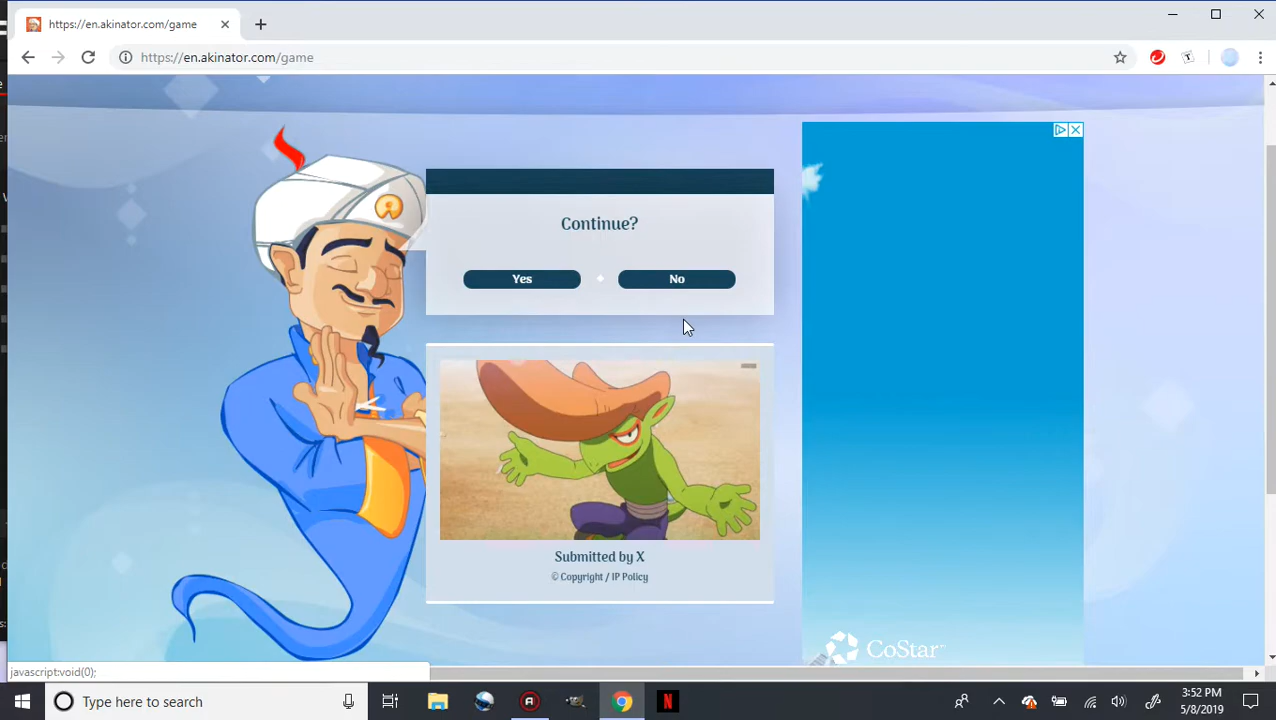 https://en.akinator.com/game
https://en.akinator.com/game
Continue?
Yes
No
Submitted by X
© Copyright / IP Policy
CoStar™
javascript:void(0);
Type here to search
3:52 PM
5/8/2019